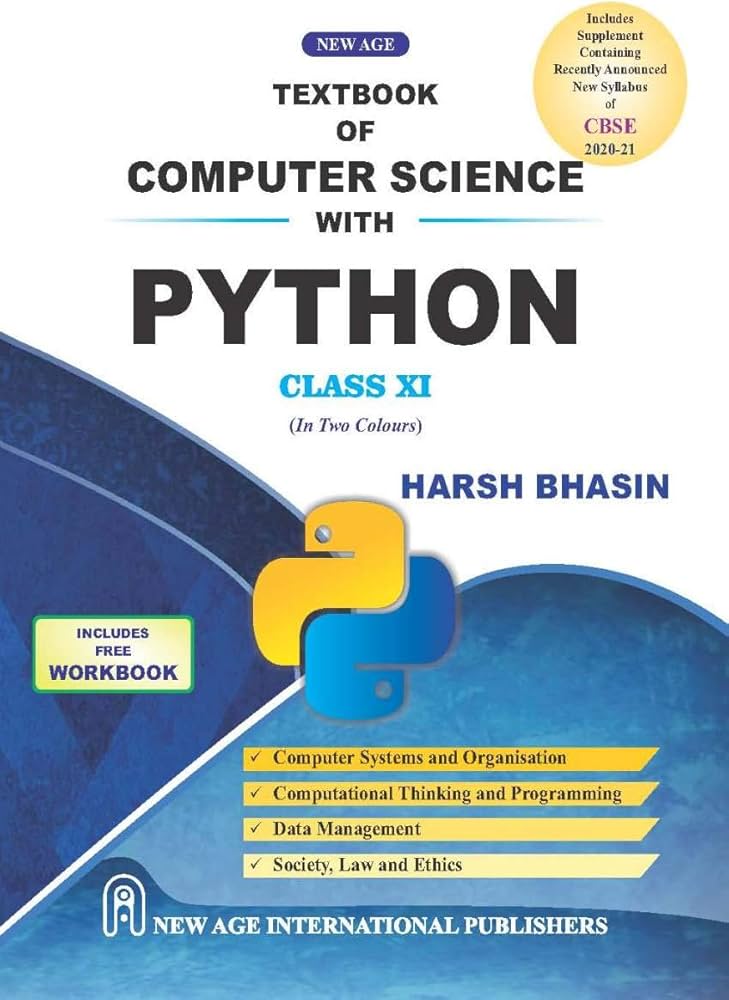 NEW AGE
Includes
Supplement
Containing
Recently Announced
New Syllabus
of
CBSE
2020-21
TEXTBOOK
OF
COMPUTER SCIENCE
WITH
PYTHON
CLASS XI
(In Two Colours)
HARSH BHASIN
INCLUDES
FREE
WORKBOOK
✓ Computer Systems and Organisation
✓ Computational Thinking and Programming
✓ Data Management
✓ Society, Law and Ethics
NEW AGE INTERNATIONAL PUBLISHERS